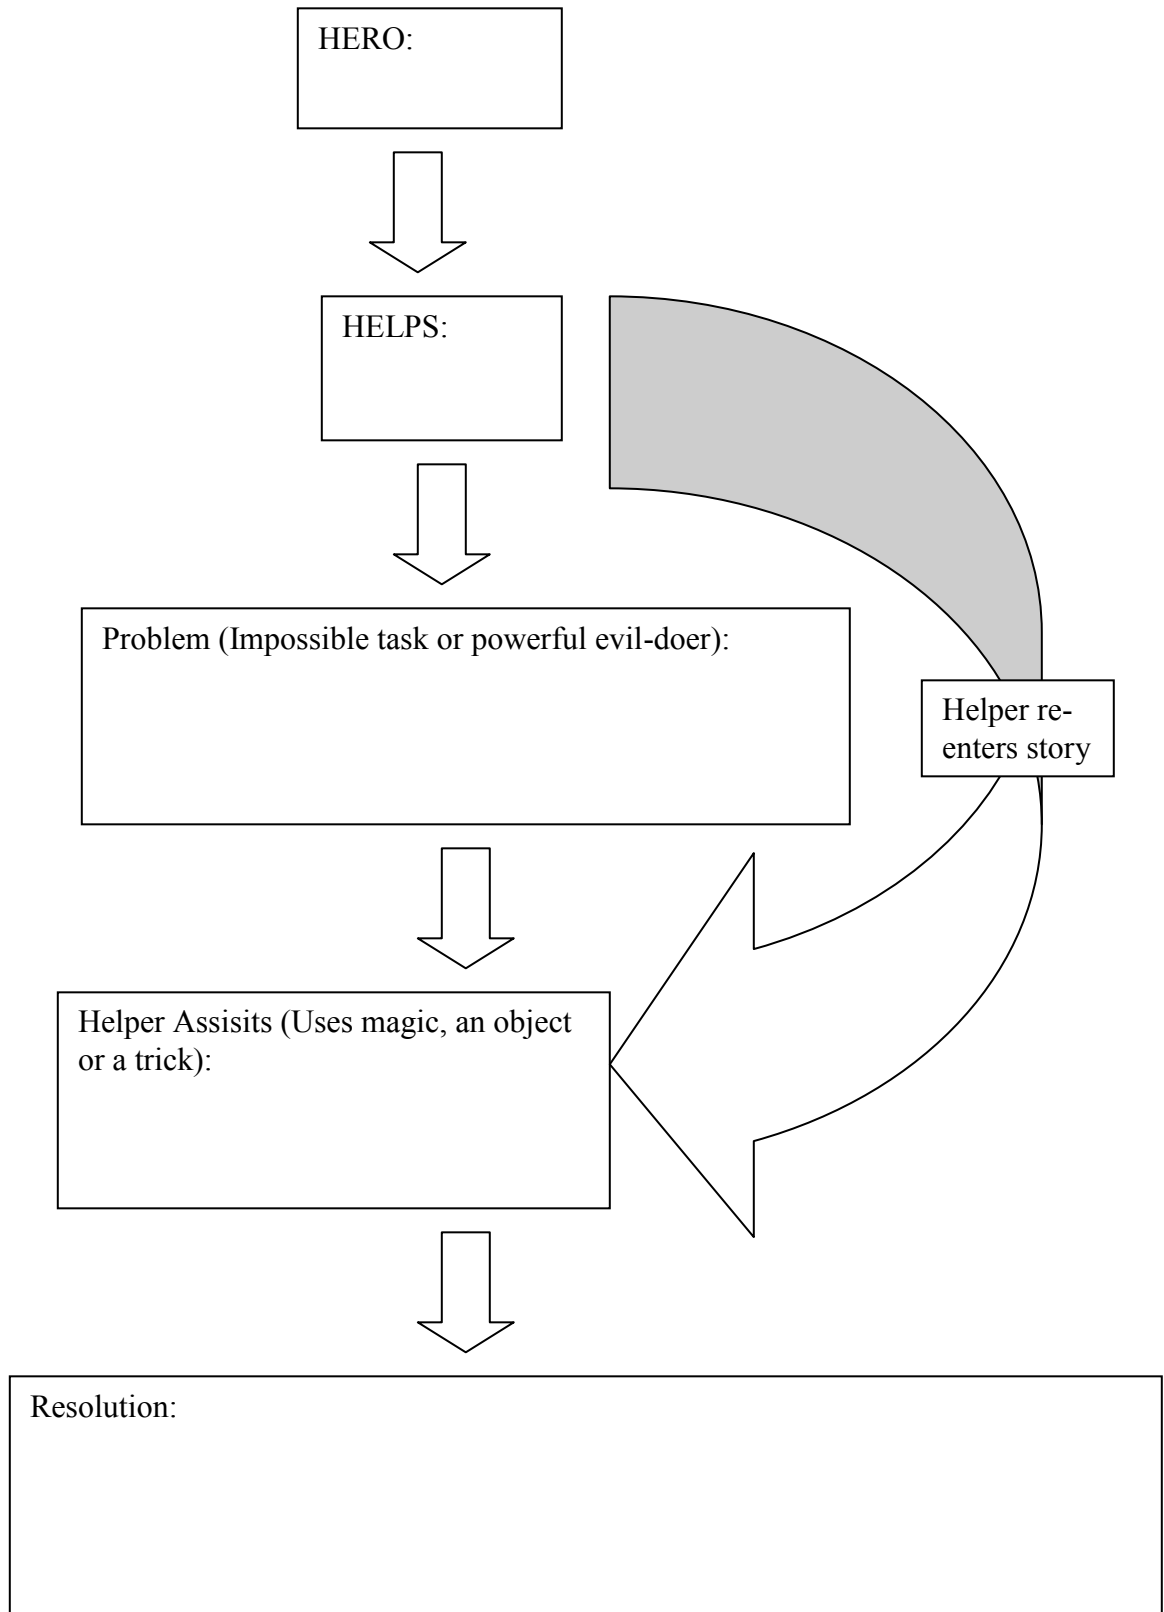 HERO:
HELPS:
Problem (Impossible task or powerful evil-doer):
Helper re-
enters story
Helper Assisits (Uses magic, an object
or a trick):
Resolution: